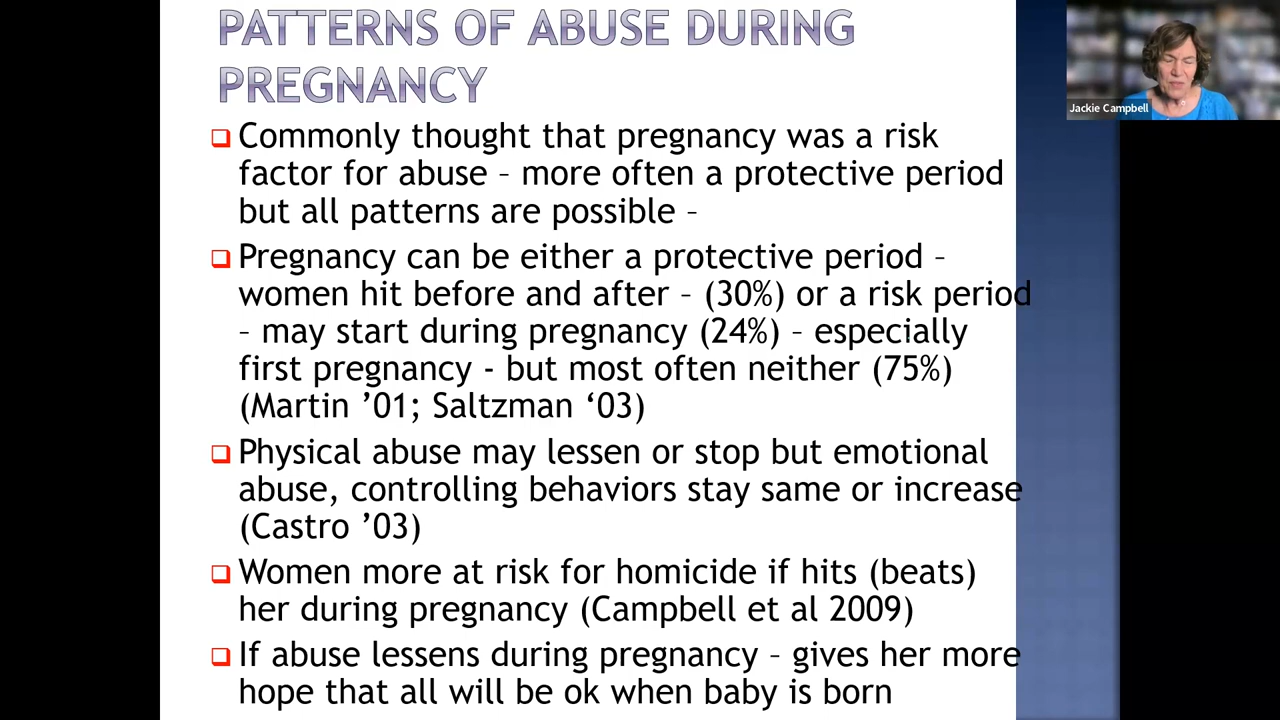 PATTERNS OF ABUSE DURING
PREGNANCY
Jackie Campbell
Commonly thought that pregnancy was a risk
factor for abuse – more often a protective period
but all patterns are possible –
Pregnancy can be either a protective period –
women hit before and after – (30%) or a risk period
– may start during pregnancy (24%) – especially
first pregnancy - but most often neither (75%)
(Martin ’01; Saltzman ‘03)
Physical abuse may lessen or stop but emotional
abuse, controlling behaviors stay same or increase
(Castro ’03)
Women more at risk for homicide if hits (beats)
her during pregnancy (Campbell et al 2009)
If abuse lessens during pregnancy – gives her more
hope that all will be ok when baby is born